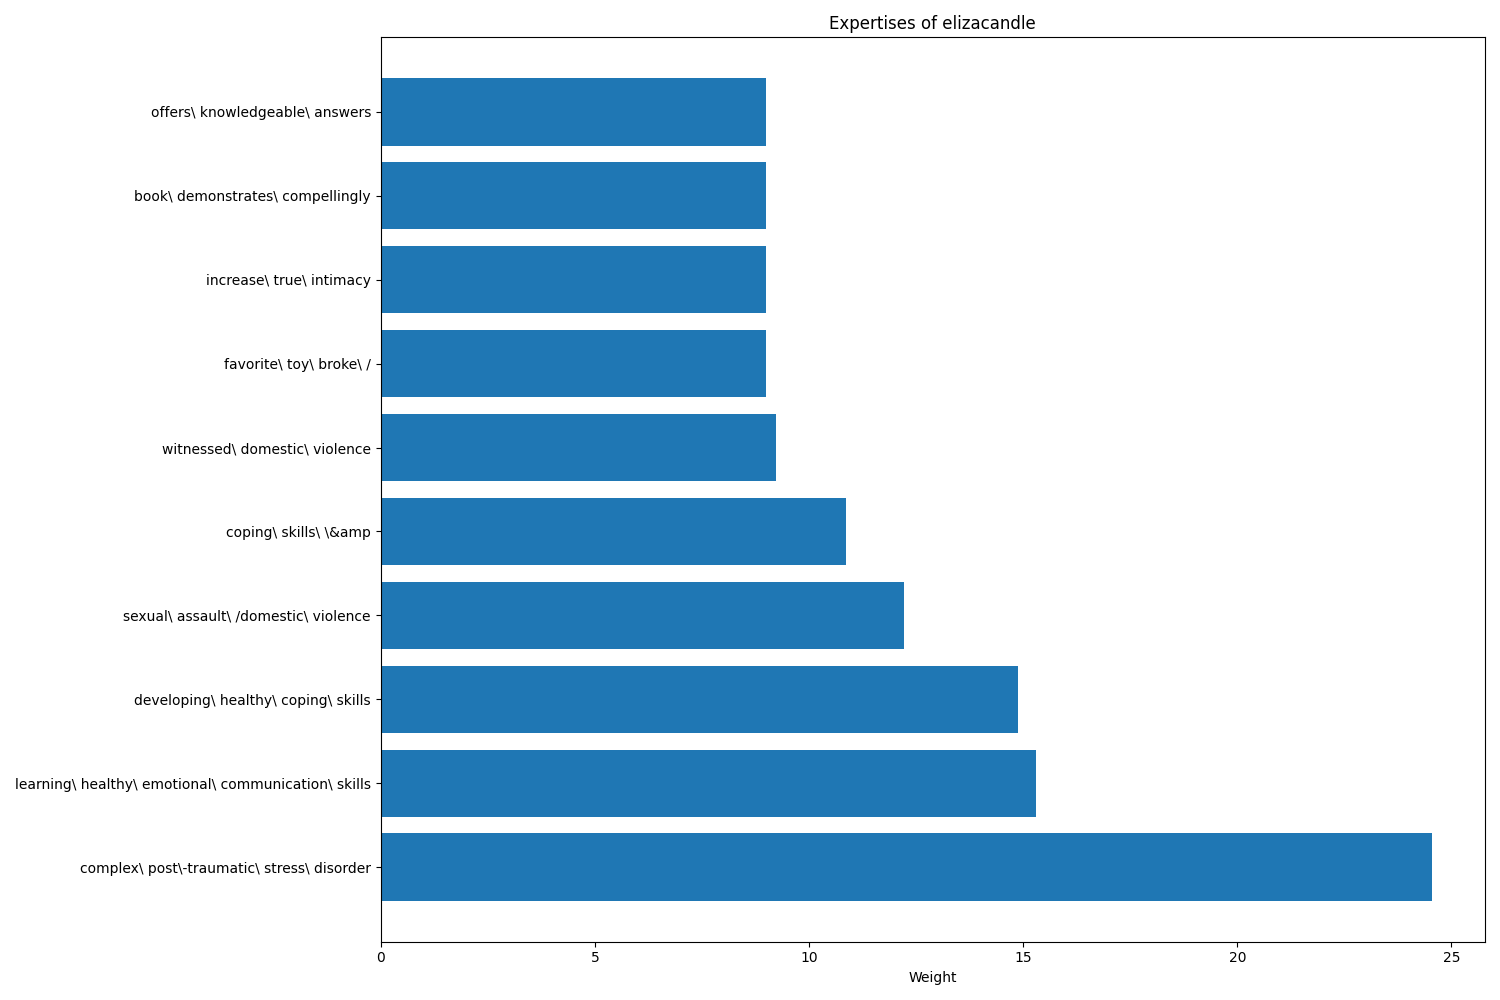 Expertises of elizacandle
offers\ knowledgeable\ answers
book\ demonstrates\ compellingly
increase\ true\ intimacy
favorite\ toy\ broke\ /
witnessed\ domestic\ violence
coping\ skills\ \&amp
sexual\ assault\ /domestic\ violence
developing\ healthy\ coping\ skills
learning\ healthy\ emotional\ communication\ skills
complex\ post\-traumatic\ stress\ disorder
0 5 10 15 20 25
Weight